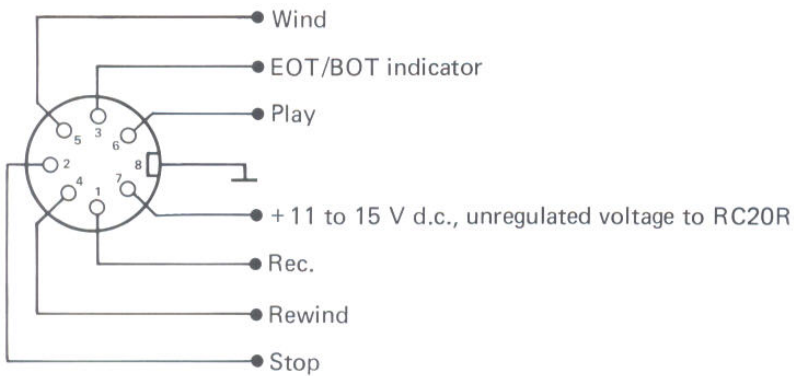 Wind
EOT/BOT indicator
Play
5
3
6
2
8
4
1
7
+ 11 to 15 V d.c., unregulated voltage to RC20R
Rec.
Rewind
Stop